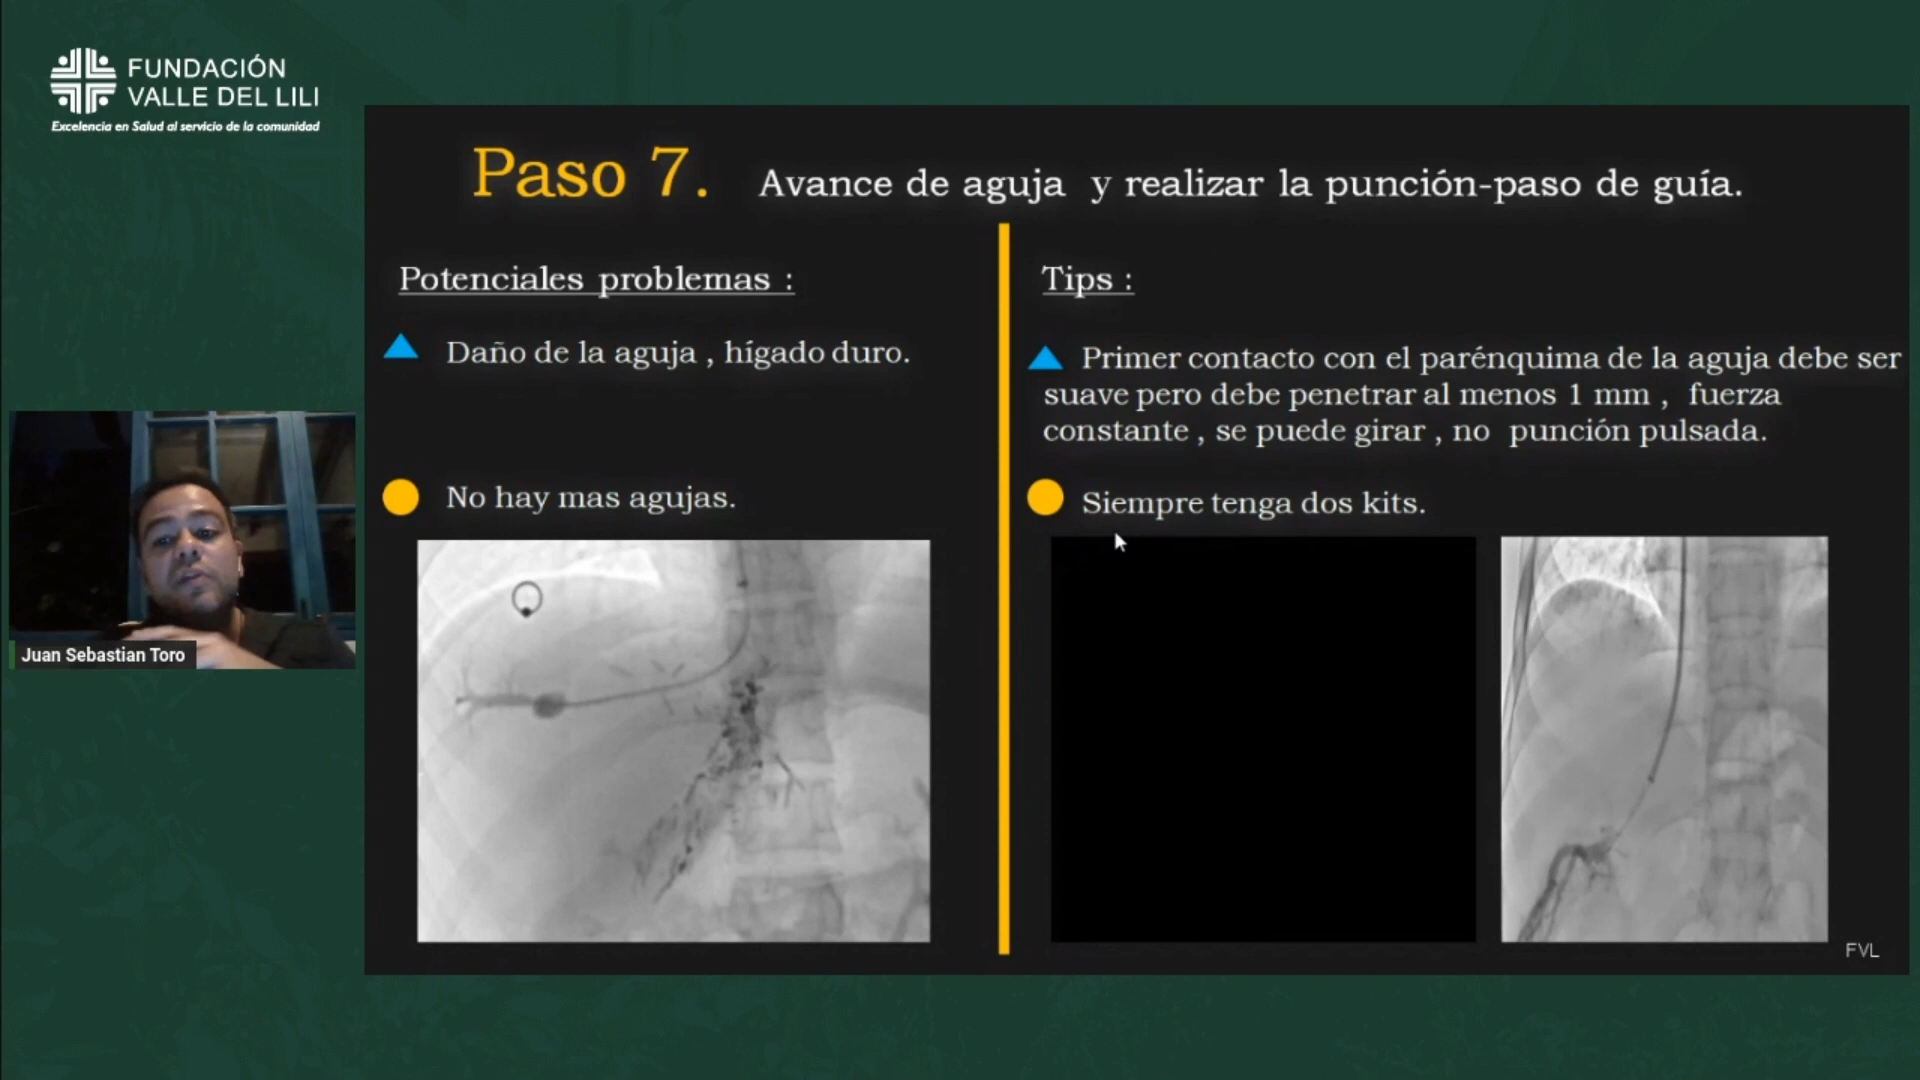 FUNDACIÓN
VALLE DEL LILI
Excelencia en Salud al servicio de la comunidad
Paso 7. Avance de aguja y realizar la punción-paso de guía.
Potenciales problemas :
Daño de la aguja , hígado duro.
No hay mas agujas.
Tips :
Primer contacto con el parénquima de la aguja debe ser
suave pero debe penetrar al menos 1 mm , fuerza
constante , se puede girar , no punción pulsada.
Siempre tenga dos kits.
Juan Sebastian Toro
FVL